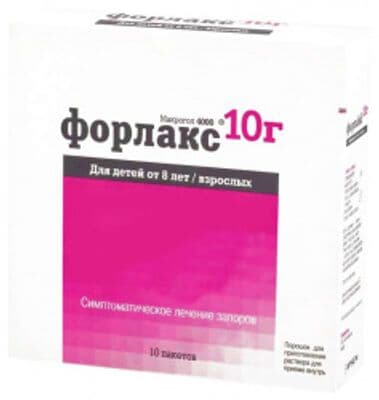 Макрогол 4000
форлакс® 10г
Для детей от 8 лет / взрослых
Симптоматическое лечение запоров
10 пакетов
Порошок для
приготовления
раствора для
приема внутрь